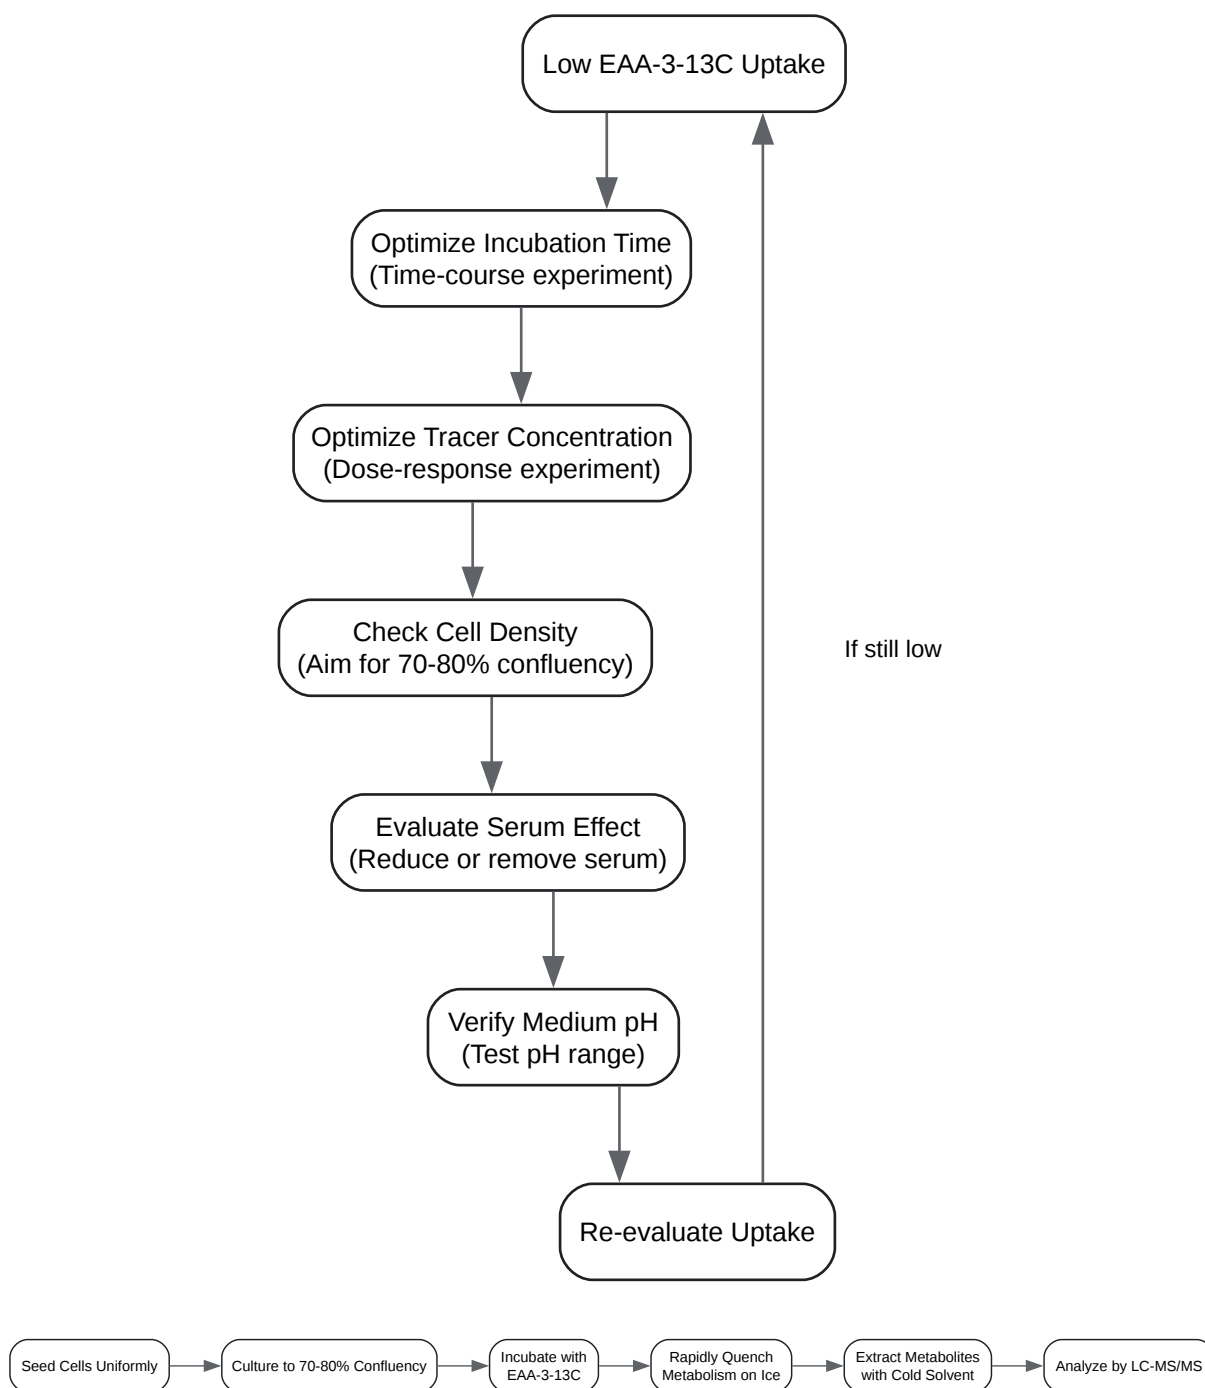 Low EAA-3-13C Uptake
Optimize Incubation Time
(Time-course experiment)
Optimize Tracer Concentration
(Dose-response experiment)
Check Cell Density
(Aim for 70-80% confluency)
If still low
Evaluate Serum Effect
(Reduce or remove serum)
Verify Medium pH
(Test pH range)
Re-evaluate Uptake
Seed Cells Uniformly
Culture to 70-80% Confluency
Incubate with
EAA-3-13C
Rapidly Quench
Metabolism on Ice
Extract Metabolites
with Cold Solvent
Analyze by LC-MS/MS